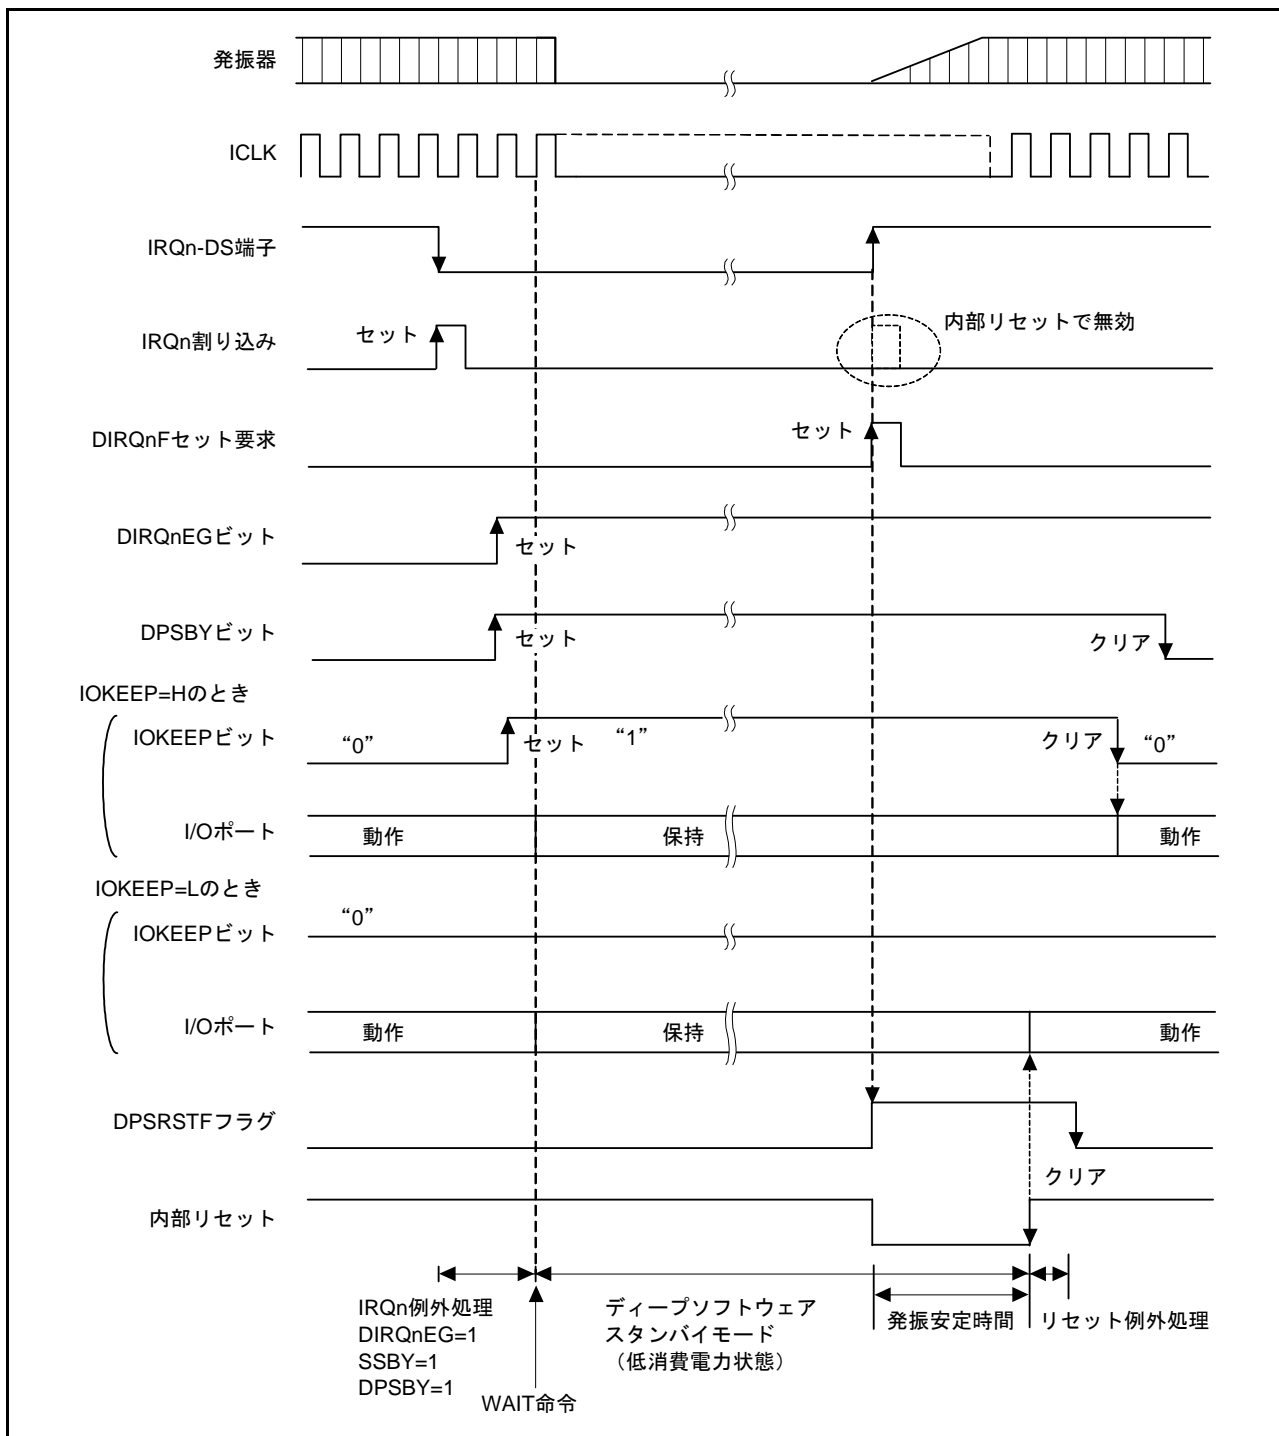 発振器
ICLK
IRQn-DS端子
IRQn割り込み
セット
内部リセットで無効
DIRQnFセット要求
セット
DIRQnEGビット
セット
DPSBYビット
セット
クリア
IOKEEP=Hのとき
IOKEEPビット
“0”
セット
“1”
クリア
“0”
I/Oポート
動作
保持
動作
IOKEEP=Lのとき
IOKEEPビット
“0”
I/Oポート
動作
保持
動作
DPSRSTFフラグ
クリア
内部リセット
IRQn例外処理
DIRQnEG=1
SSBY=1
DPSBY=1
WAIT命令
ディープソフトウェア
スタンバイモード
（低消費電力状態）
発振安定時間
リセット例外処理